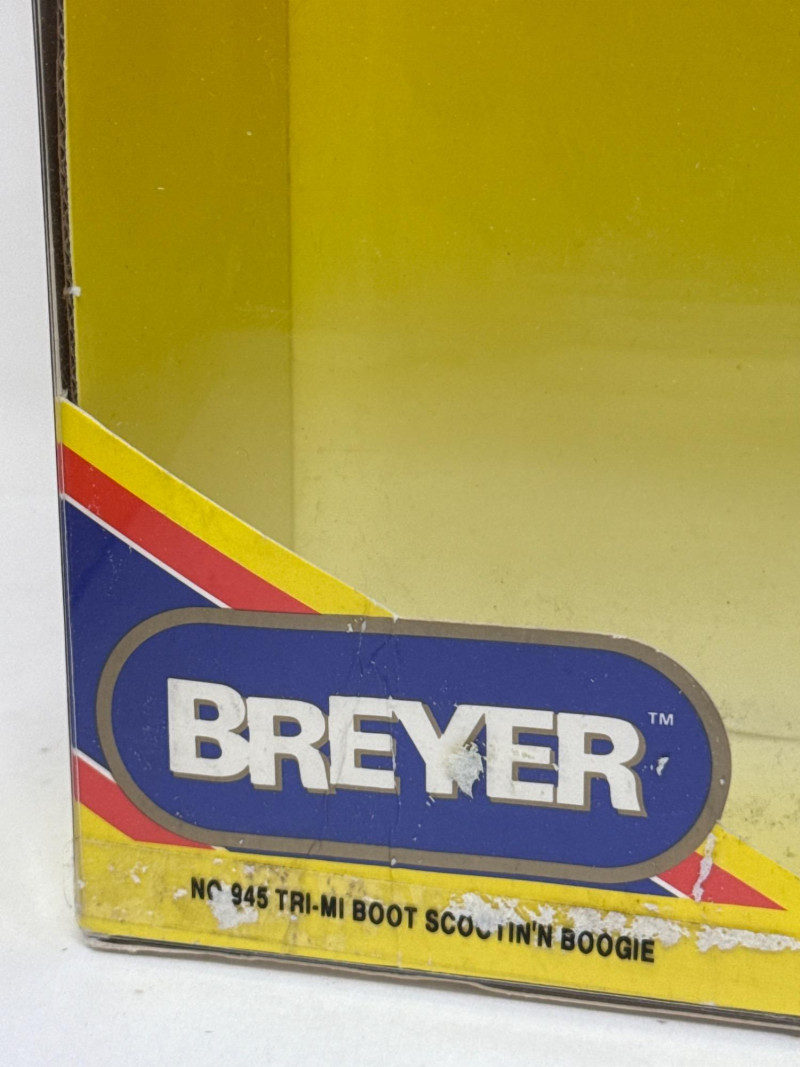 BREYER™
NO 945 TRI-MI BOOT SCOOTIN'N BOOGIE